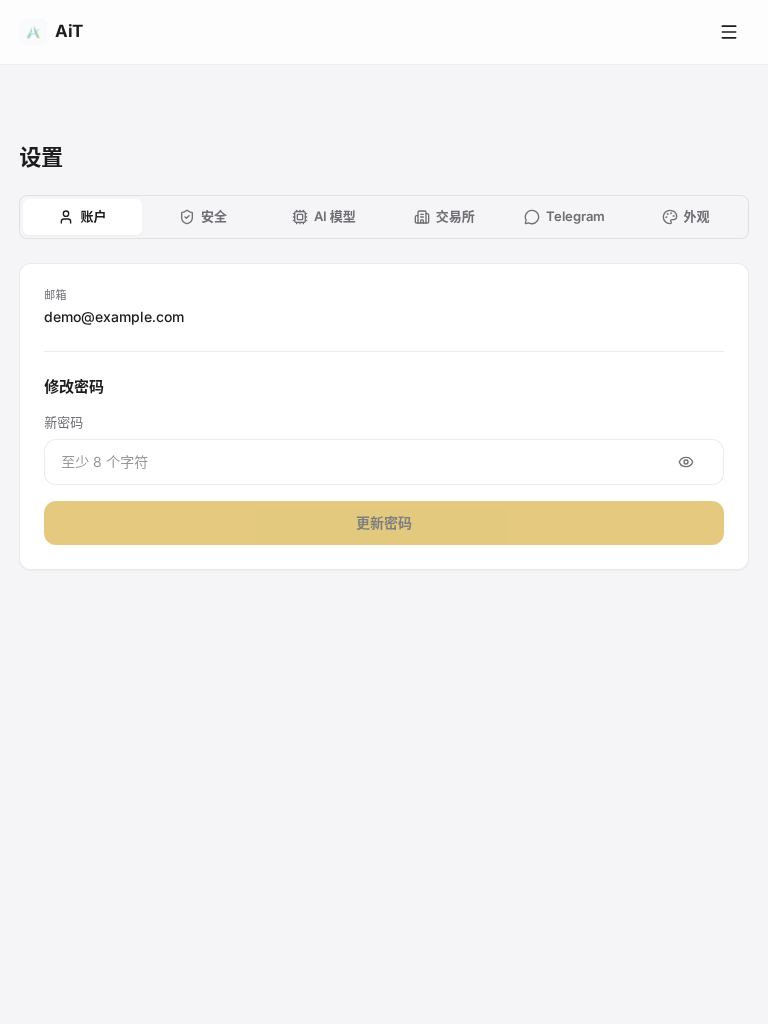 AiT
设置
账户
安全
AI 模型
交易所
Telegram
外观
邮箱
demo@example.com
修改密码
新密码
至少 8 个字符
更新密码